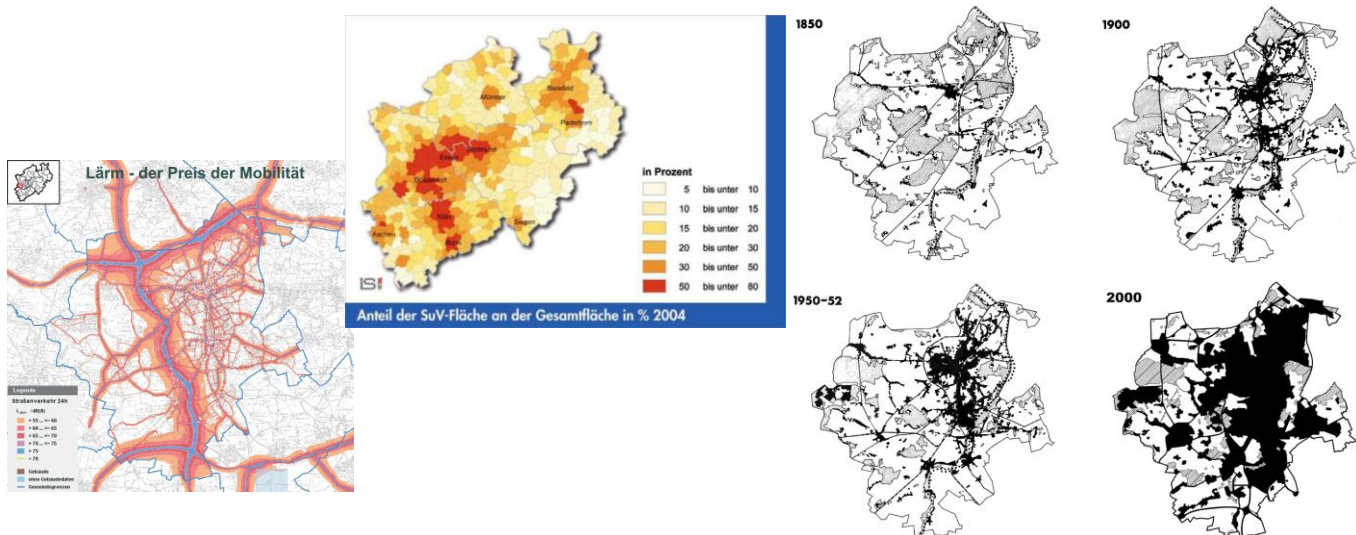 Lärm - der Preis der Mobilität
Legende
Straßenverkehr 24h
> 55 ... <= 60
> 60 ... <= 65
> 65 ... <= 70
> 70 ... <= 75
> 75
Gebäude
ohne Gebäudedaten
Gemeindegrenzen
Münster
Bielefeld
Paderborn
Dortmund
Essen
Düsseldorf
Köln
Siegen
Aachen
Bonn
in Prozent
5 bis unter 10
10 bis unter 15
15 bis unter 20
20 bis unter 30
30 bis unter 50
50 bis unter 80
Anteil der SuV-Fläche an der Gesamtfläche in % 2004
1850
1900
1950-52
2000